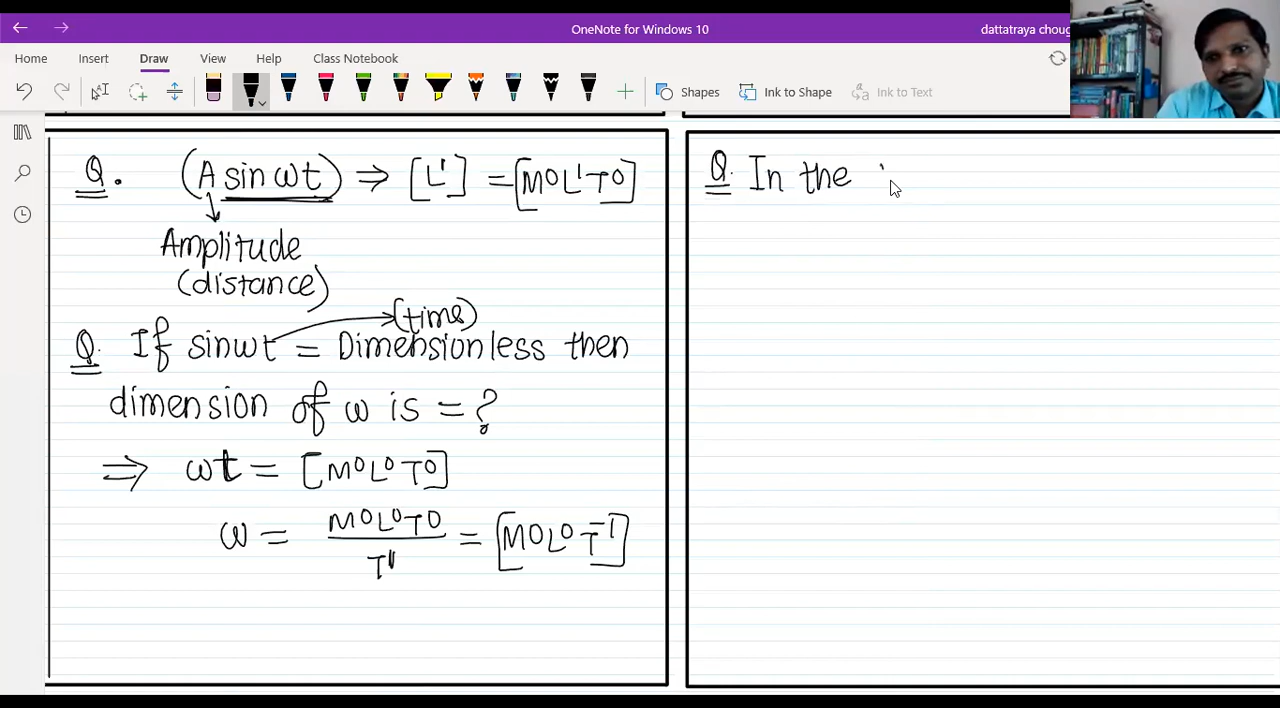 OneNote for Windows 10
dattatraya choug
Home Insert Draw View Help Class Notebook
Shapes Ink to Shape Ink to Text
Q. (A sin ωt) ⇒ [L¹] = [M⁰L¹T⁰]
Amplitude
(distance)
(time)
Q. If sinωt = Dimensionless then
dimension of ω is = ?
⇒ ωt = [M⁰L⁰T⁰]
ω = M⁰L⁰T⁰ / T¹ = [M⁰L⁰T⁻¹]
Q. In the